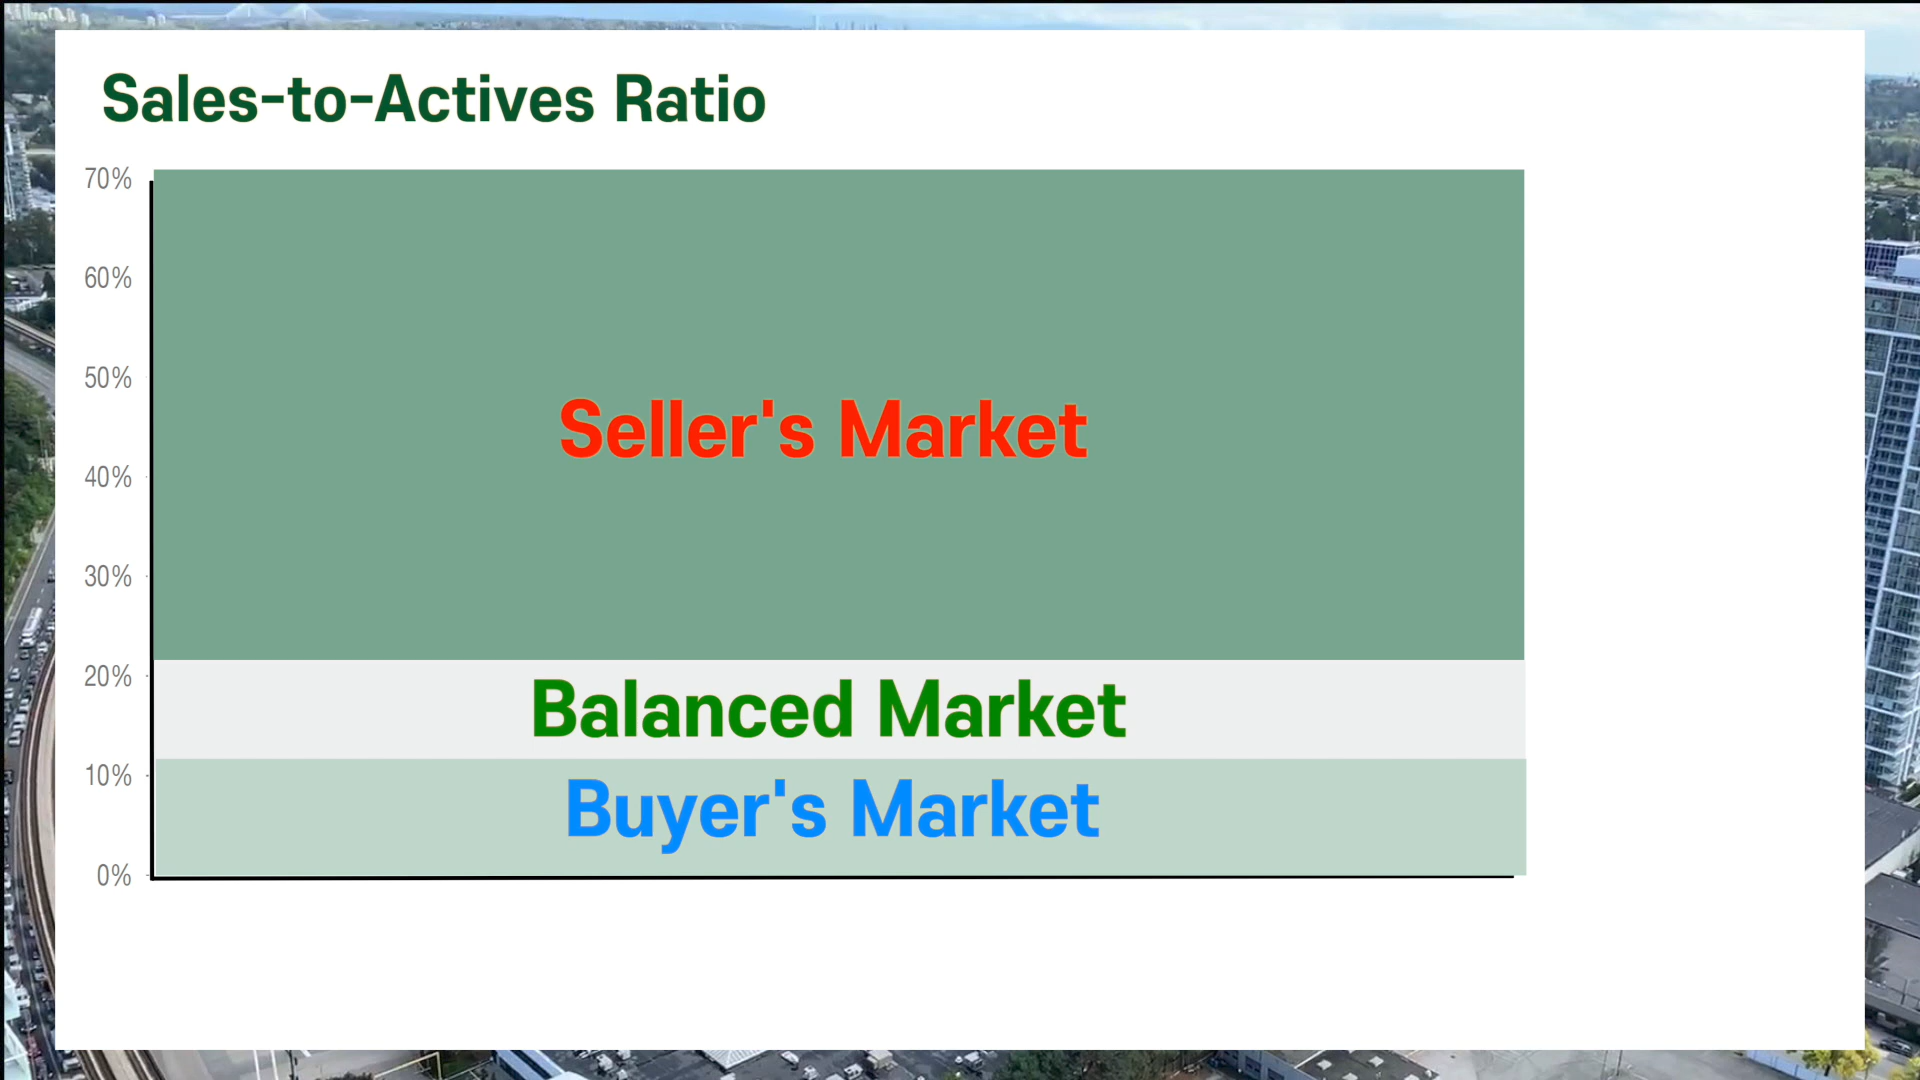 Sales-to-Actives Ratio
70%
60%
50%
Seller's Market
40%
30%
20%
Balanced Market
10%
Buyer's Market
0%